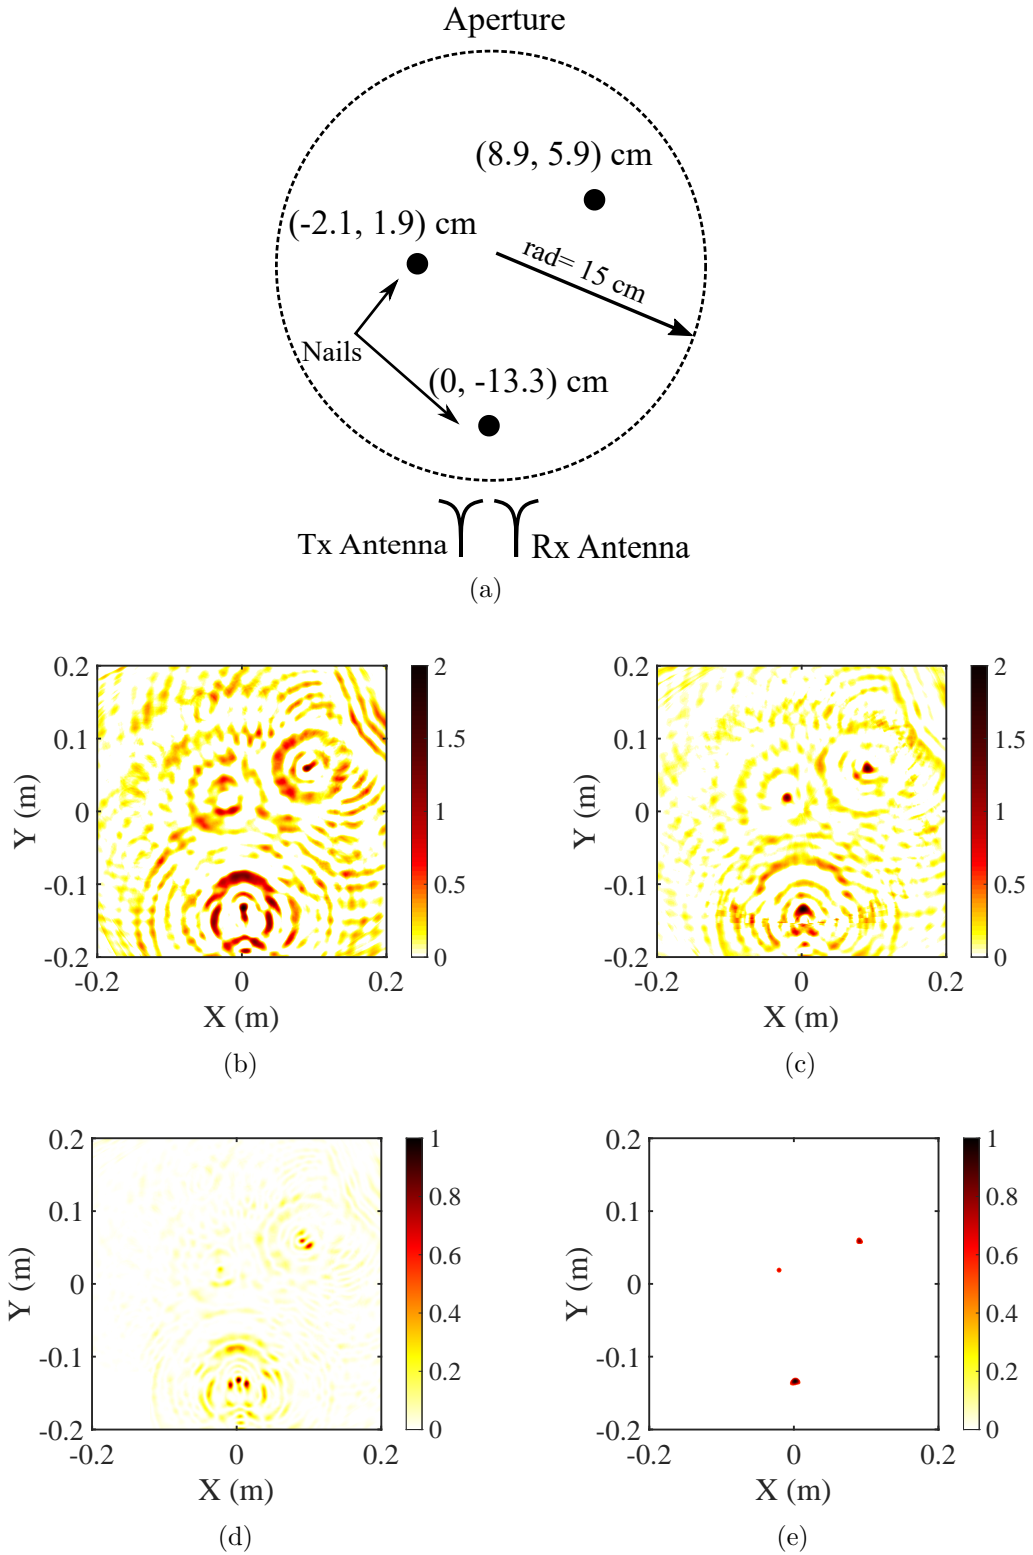 Aperture
(8.9, 5.9) cm
(-2.1, 1.9) cm
rad= 15 cm
Nails
(0, -13.3) cm
Tx Antenna
Rx Antenna
(a)
0.2
0.1
0
-0.1
-0.2
Y (m)
-0.2
0
0.2
X (m)
2
1.5
1
0.5
0
(b)
0.2
0.1
0
-0.1
-0.2
Y (m)
-0.2
0
0.2
X (m)
2
1.5
1
0.5
0
(c)
0.2
0.1
0
-0.1
-0.2
Y (m)
-0.2
0
0.2
X (m)
1
0.8
0.6
0.4
0.2
0
(d)
0.2
0.1
0
-0.1
-0.2
Y (m)
-0.2
0
0.2
X (m)
1
0.8
0.6
0.4
0.2
0
(e)